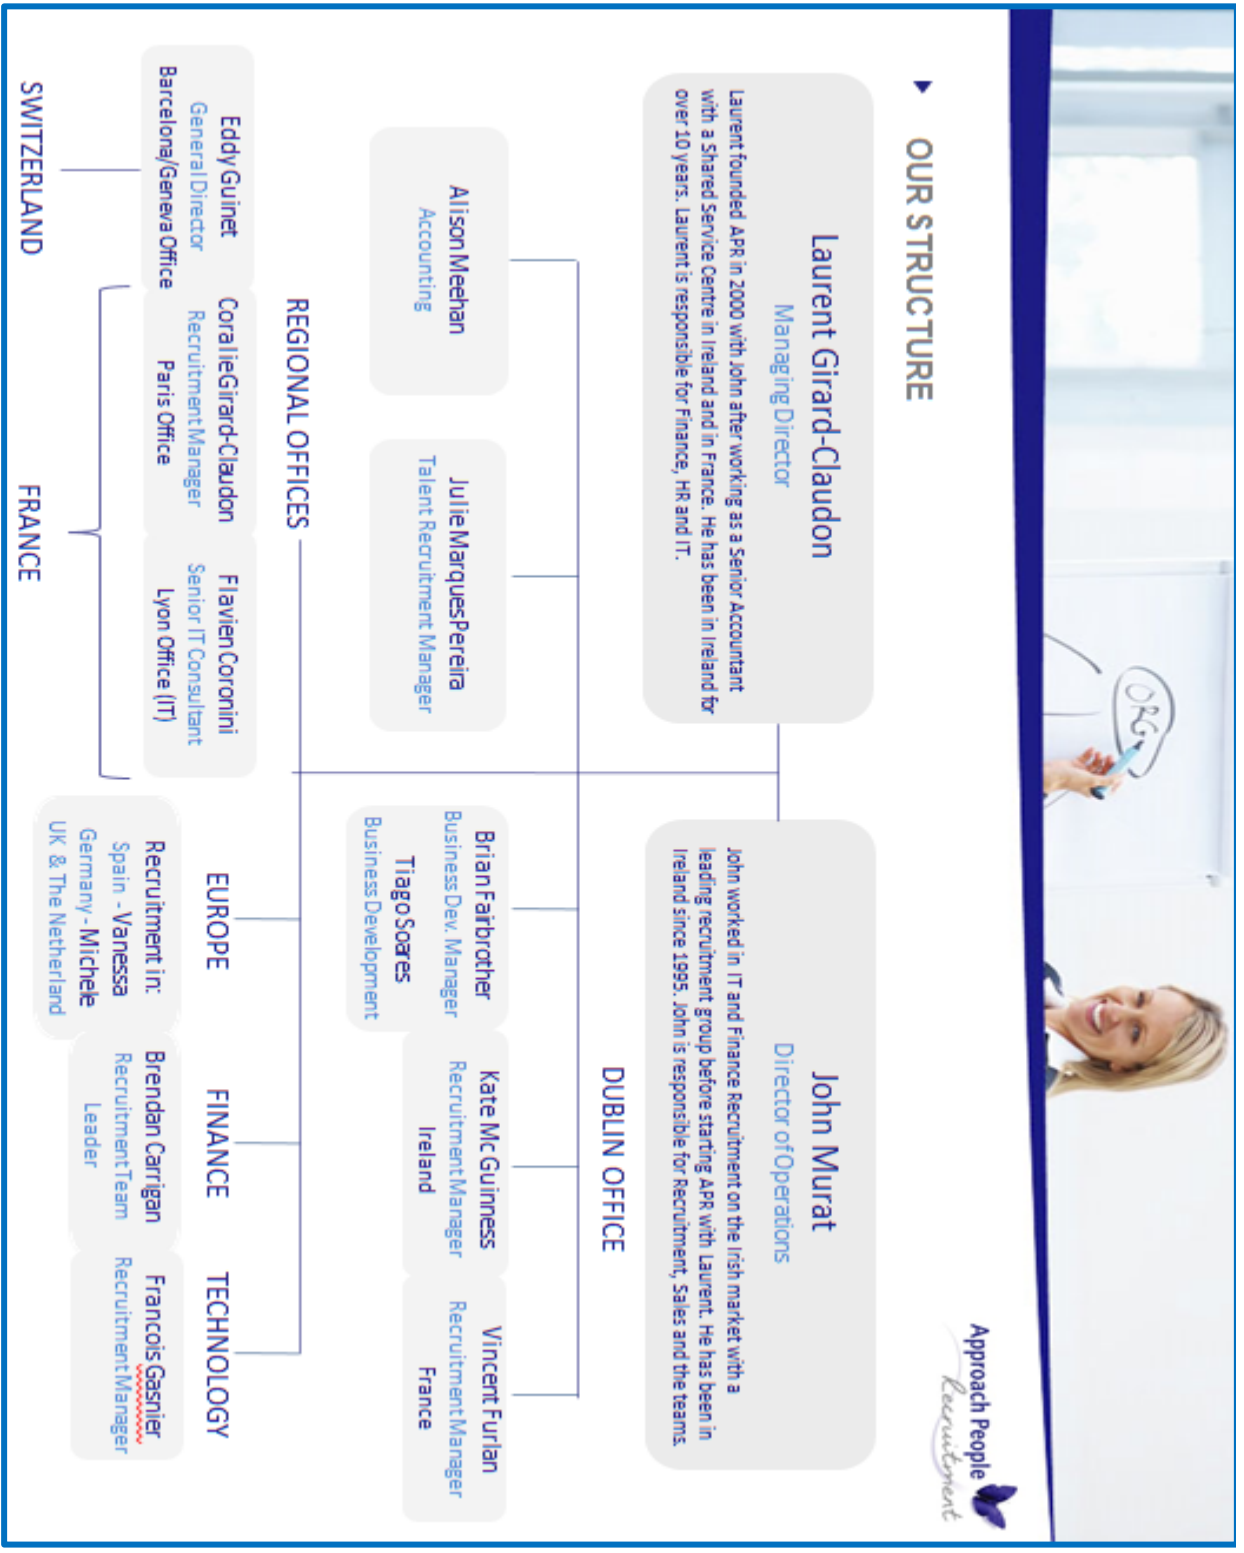 ORG
Approach People
Recruitment
OUR STRUCTURE
Laurent Girard-Claudon
Managing Director
Laurent founded APR in 2000 with John after working as a Senior Accountant
with a Shared Service Centre in Ireland and in France. He has been in Ireland for
over 10 years. Laurent is responsible for Finance, HR and IT.
John Murat
Director of Operations
John worked in IT and Finance Recruitment on the Irish market with a
leading recruitment group before starting APR with Laurent. He has been in
Ireland since 1995. John is responsible for Recruitment, Sales and the teams.
DUBLIN OFFICE
Alison Meehan
Accounting
Julie Marques Pereira
Talent Recruitment Manager
Brian Fairbrother
Business Dev. Manager
Tiago Soares
Business Development
Kate Mc Guinness
Recruitment Manager
Ireland
Vincent Furlan
Recruitment Manager
France
REGIONAL OFFICES
EUROPE
FINANCE
TECHNOLOGY
Eddy Guinet
General Director
Barcelona/Geneva Office
Coralie Girard-Claudon
Recruitment Manager
Paris Office
Flavien Coronini
Senior IT Consultant
Lyon Office (IT)
Recruitment in:
Spain - Vanessa
Germany - Michele
UK & The Netherland
Brendan Carrigan
Recruitment Team
Leader
Francois Gasnier
Recruitment Manager
SWITZERLAND
FRANCE